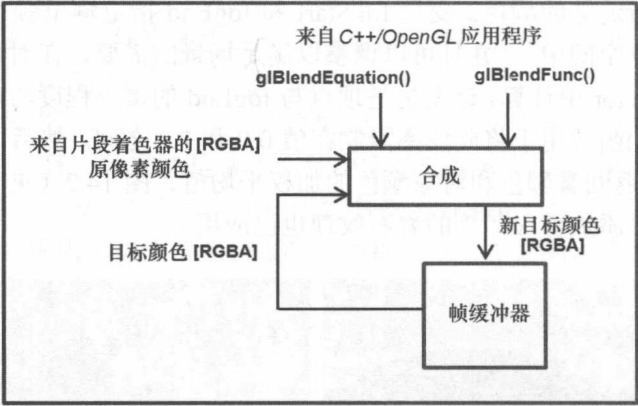 来自C++/OpenGL应用程序
glBlendEquation()
glBlendFunc()
来自片段着色器的[RGBA]
原像素颜色
合成
目标颜色 [RGBA]
新目标颜色
[RGBA]
帧缓冲器